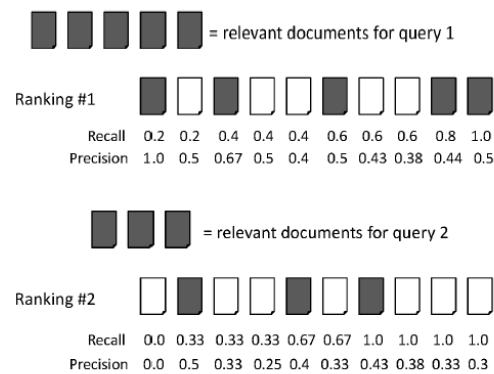 = relevant documents for query 1
Ranking #1
Recall 0.2 0.2 0.4 0.4 0.4 0.6 0.6 0.6 0.8 1.0
Precision 1.0 0.5 0.67 0.5 0.4 0.5 0.43 0.38 0.44 0.5
= relevant documents for query 2
Ranking #2
Recall 0.0 0.33 0.33 0.33 0.67 0.67 1.0 1.0 1.0 1.0
Precision 0.0 0.5 0.33 0.25 0.4 0.33 0.43 0.38 0.33 0.3